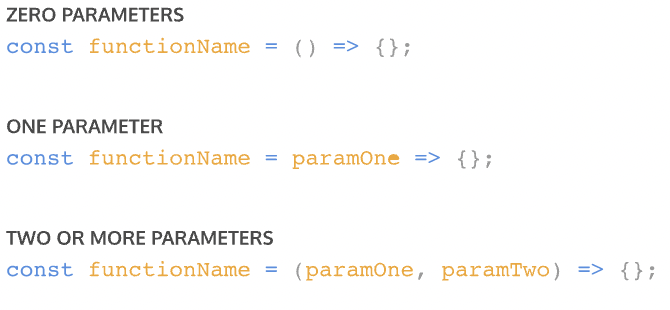 ZERO PARAMETERS
const functionName = () => {};
ONE PARAMETER
const functionName = paramOne => {};
TWO OR MORE PARAMETERS
const functionName = (paramOne, paramTwo) => {};